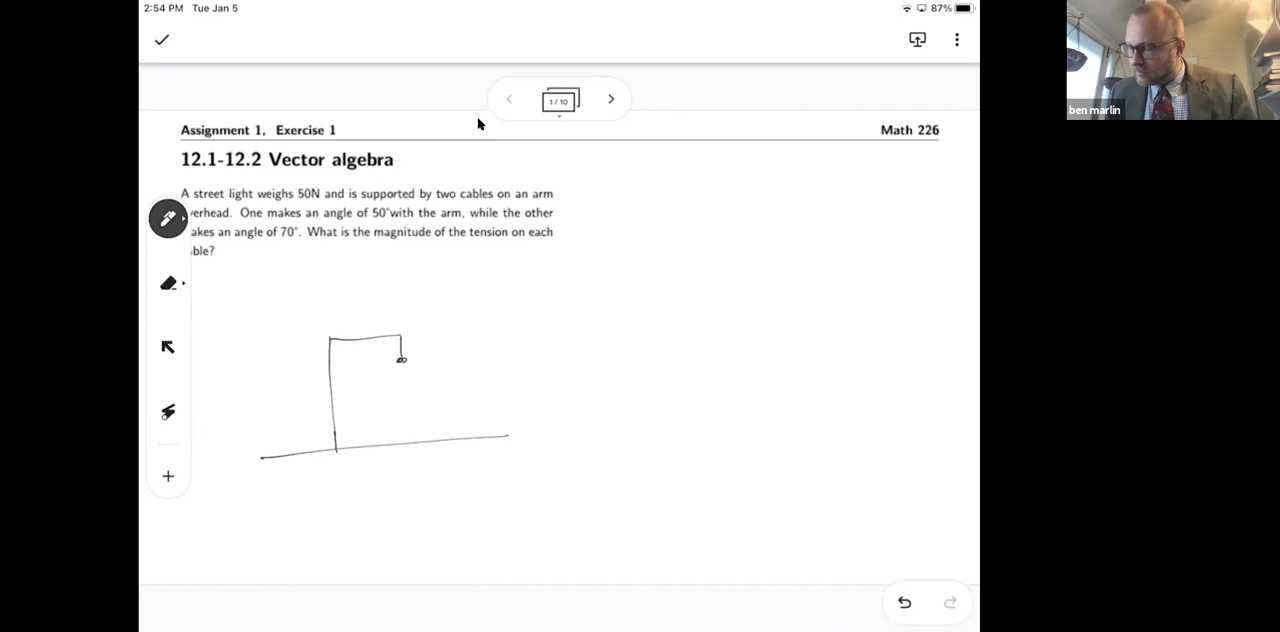 2:54 PM Tue Jan 5
87%
ben marlin
1 / 10
Assignment 1, Exercise 1
Math 226
12.1-12.2 Vector algebra
A street light weighs 50N and is supported by two cables on an arm
verhead. One makes an angle of 50°with the arm, while the other
akes an angle of 70°. What is the magnitude of the tension on each
ble?